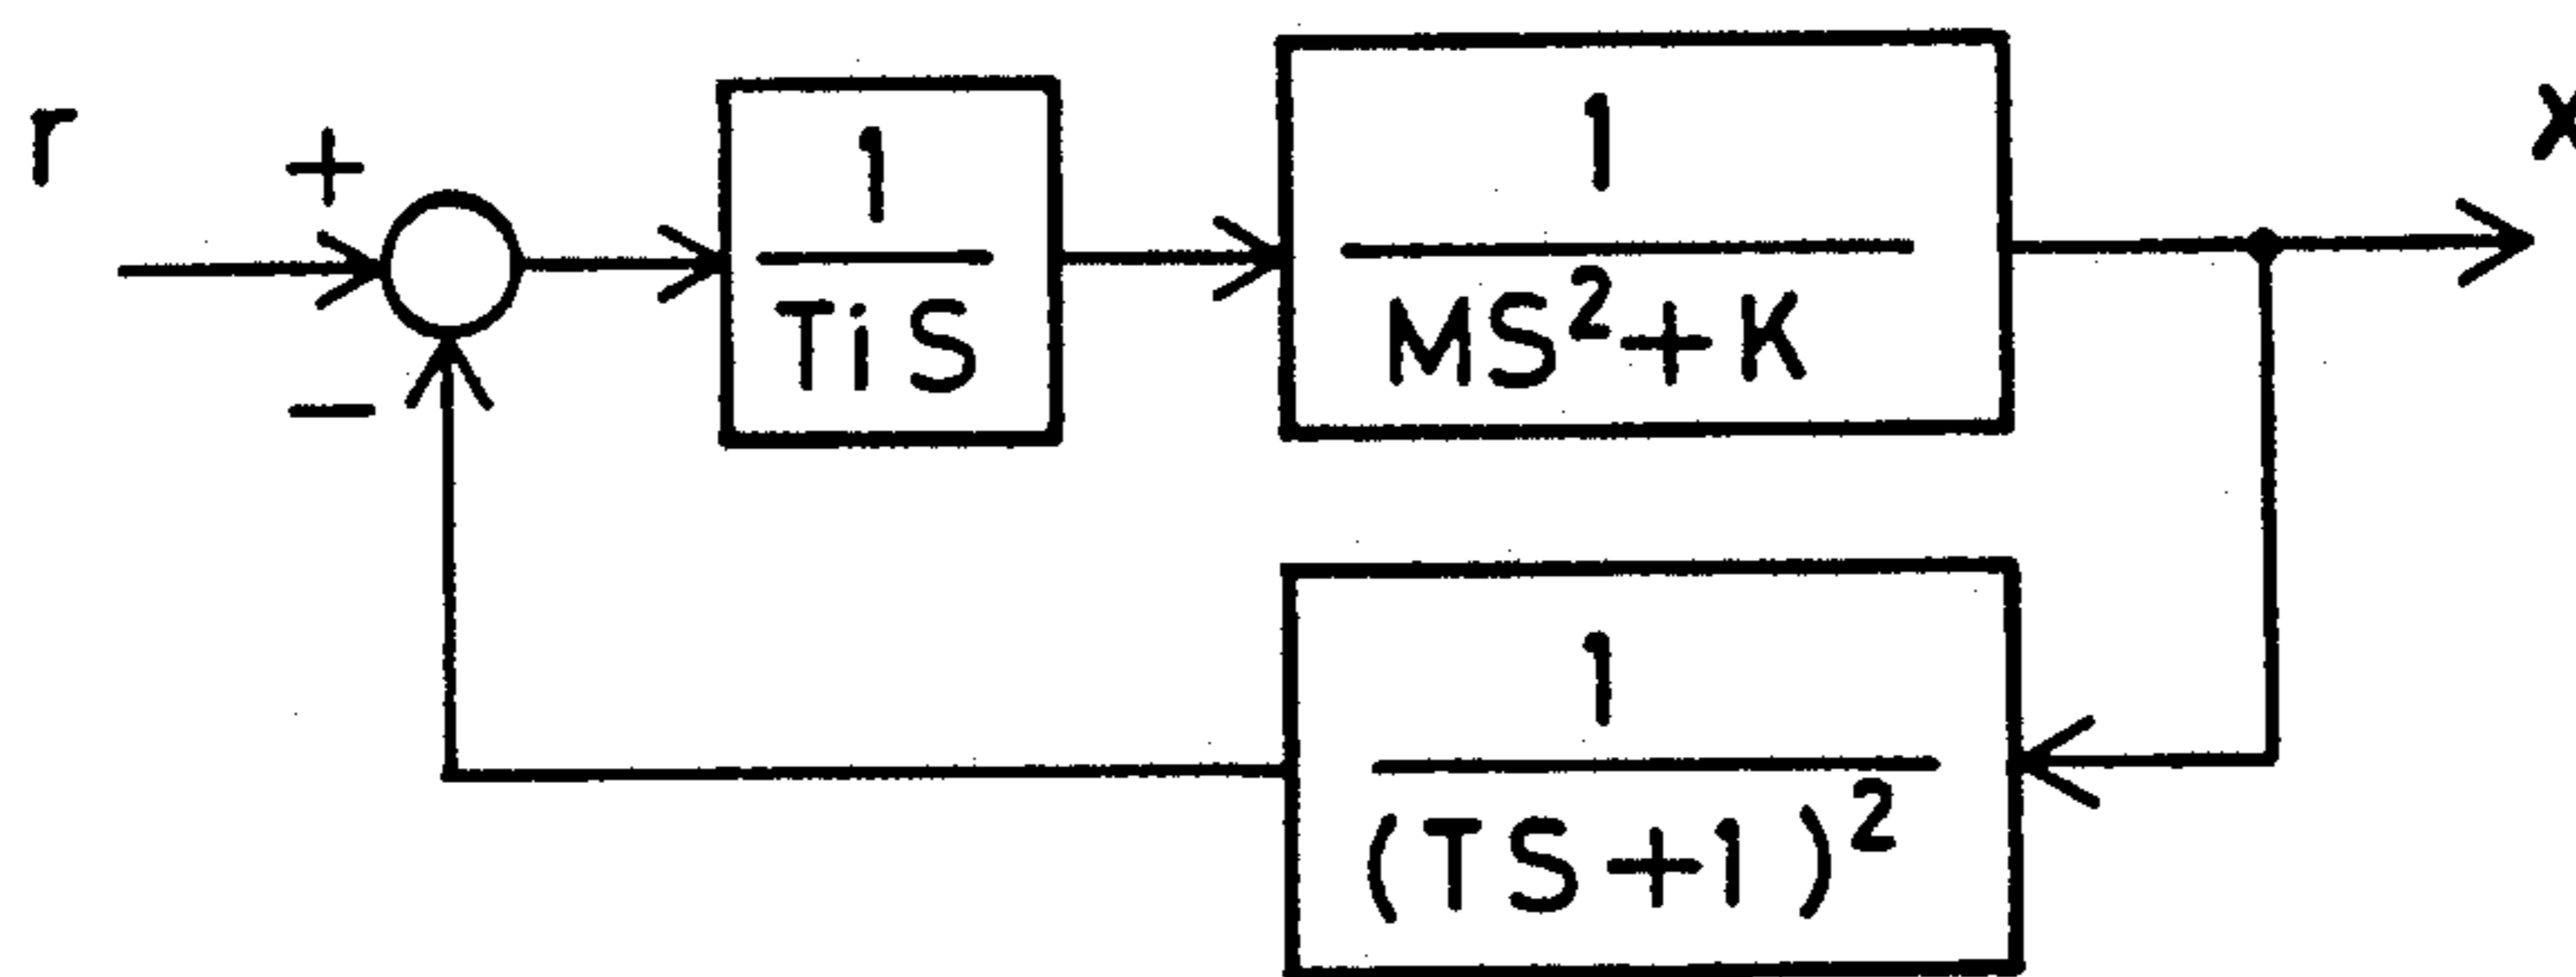 r
+
−
1
TiS
1
MS²+K
x
1
(TS+1)²